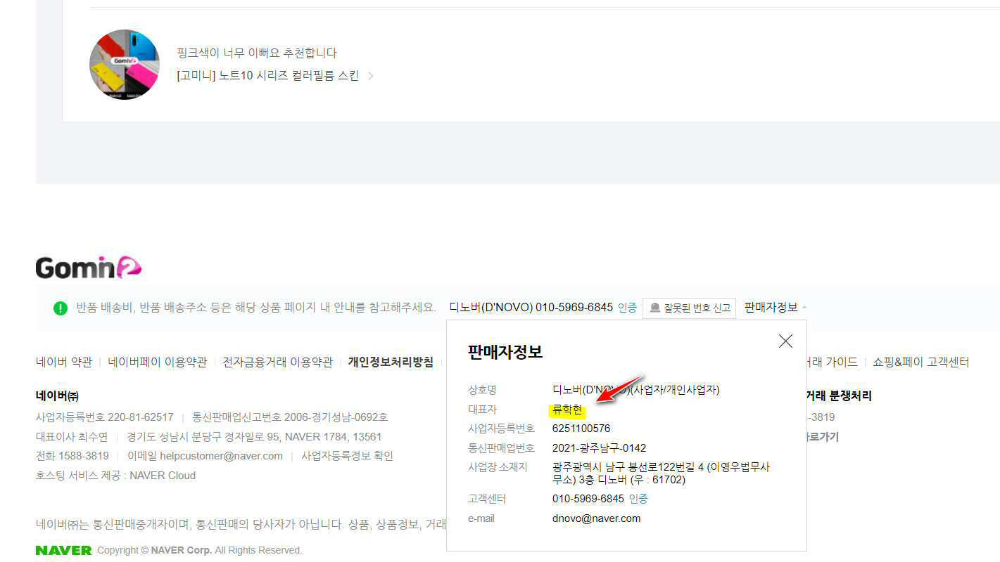 Gomin2
핑크색이 너무 이뻐요 추천합니다
[고미니] 노트10 시리즈 컬러필름 스킨
Gomin2
반품 배송비, 반품 배송주소 등은 해당 상품 페이지 내 안내를 참고해주세요. 디노버(D'NOVO) 010-5969-6845 인증 잘못된 번호 신고 판매자정보
네이버 약관 네이버페이 이용약관 전자금융거래 이용약관 개인정보처리방침
래 가이드 쇼핑&페이 고객센터
네이버㈜
사업자등록번호 220-81-62517 통신판매업신고번호 2006-경기성남-0692호
대표이사 최수연 경기도 성남시 분당구 정자일로 95, NAVER 1784, 13561
전화 1588-3819 이메일 helpcustomer@naver.com 사업자등록정보 확인
호스팅 서비스 제공 : NAVER Cloud
거래 분쟁처리
-3819
바로가기
판매자정보
상호명 디노버(D'NOVO)(사업자/개인사업자)
대표자 류학현
사업자등록번호 6251100576
통신판매업번호 2021-광주남구-0142
사업장 소재지 광주광역시 남구 봉선로122번길 4 (이영우법무사
무소) 3층 디노버 (우 : 61702)
고객센터 010-5969-6845 인증
e-mail dnovo@naver.com
네이버㈜는 통신판매중개자이며, 통신판매의 당사자가 아닙니다. 상품, 상품정보, 거래
NAVER Copyright © NAVER Corp. All Rights Reserved.